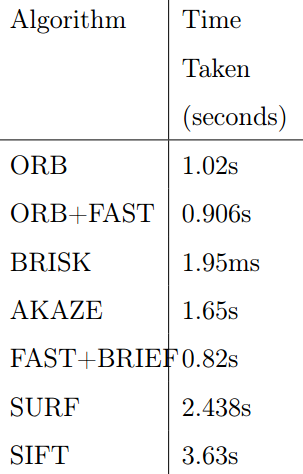 Algorithm Time
Taken
(seconds)
ORB 1.02s
ORB+FAST 0.906s
BRISK 1.95ms
AKAZE 1.65s
FAST+BRIEF 0.82s
SURF 2.438s
SIFT 3.63s